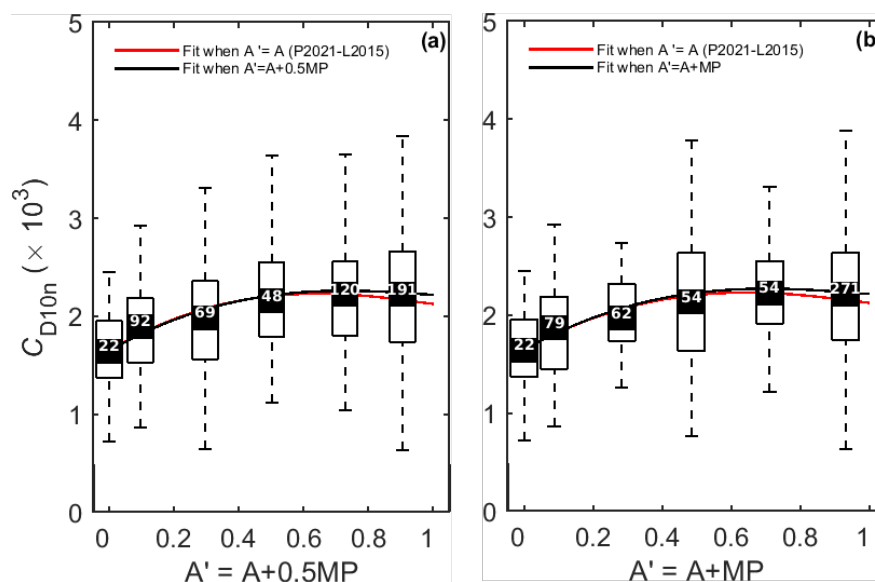 (a)
Fit when A '= A (P2021-L2015)
Fit when A'=A+0.5MP
5
4
3
2
1
0
C_D10n (× 10^3)
22
92
69
48
120
191
0 0.2 0.4 0.6 0.8 1
A' = A+0.5MP
(b
Fit when A '= A (P2021-L2015)
Fit when A'=A+MP
5
4
3
2
1
0
22
79
62
54
54
271
0 0.2 0.4 0.6 0.8 1
A' = A+MP